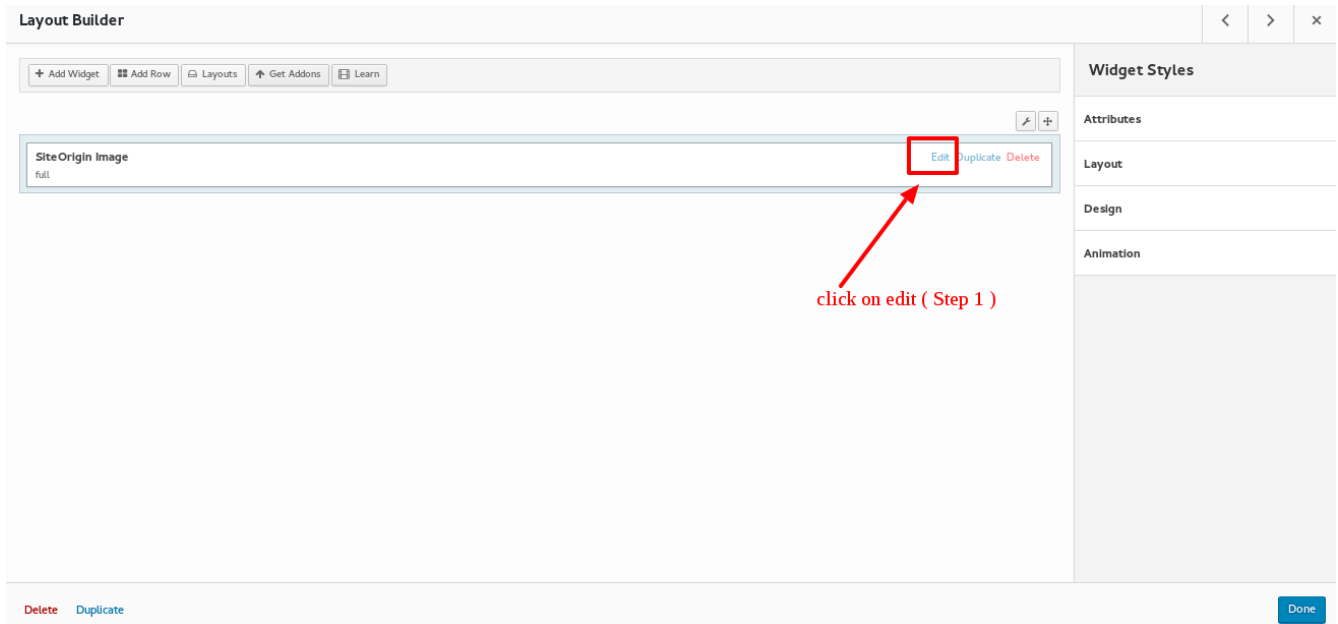 Layout Builder
Add Widget Add Row Layouts Get Addons Learn
Widget Styles
Attributes
Layout
Design
Animation
SiteOrigin Image
full
Edit Duplicate Delete
click on edit ( Step 1 )
Delete Duplicate
Done